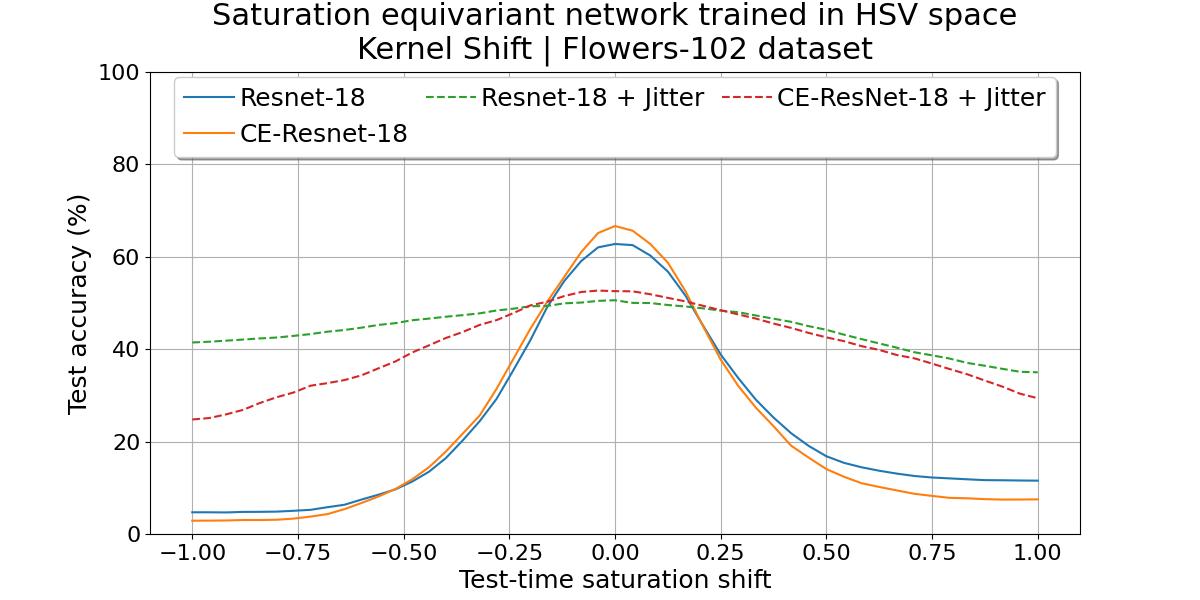 Saturation equivariant network trained in HSV space
Kernel Shift | Flowers-102 dataset
Resnet-18
Resnet-18 + Jitter
CE-ResNet-18 + Jitter
CE-Resnet-18
Test accuracy (%)
100
80
60
40
20
0
−1.00 −0.75 −0.50 −0.25 0.00 0.25 0.50 0.75 1.00
Test-time saturation shift